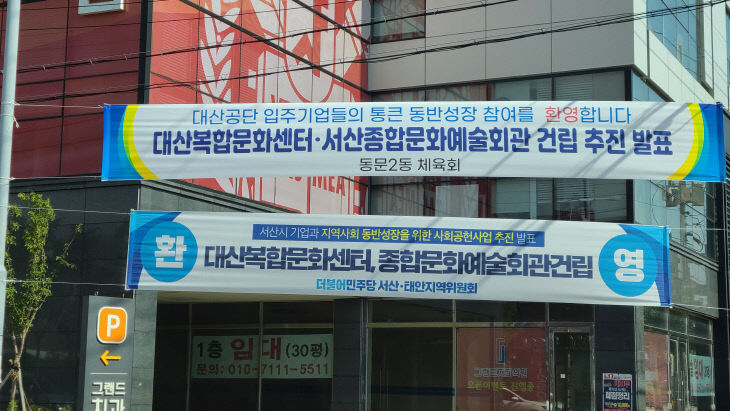 대산공단 입주기업들의 통큰 동반성장 참여를 환영합니다
대산복합문화센터·서산종합문화예술회관 건립 추진 발표
동문2동 체육회
서산시 기업과 지역사회 동반성장을 위한 사회공헌사업 추진 발표
환 대산복합문화센터, 종합문화예술회관건립 영
더불어민주당 서산·태안지역위원회
P
그랜드
치과
1층 임대 (30평)
문의: 010-7111-5511